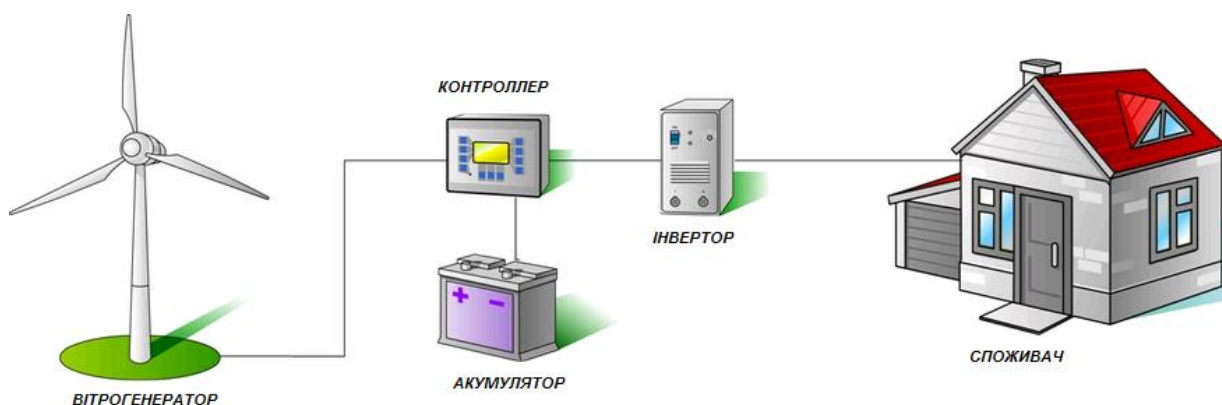 КОНТРОЛЛЕР
ІНВЕРТОР
АКУМУЛЯТОР
СПОЖИВАЧ
ВІТРОГЕНЕРАТОР